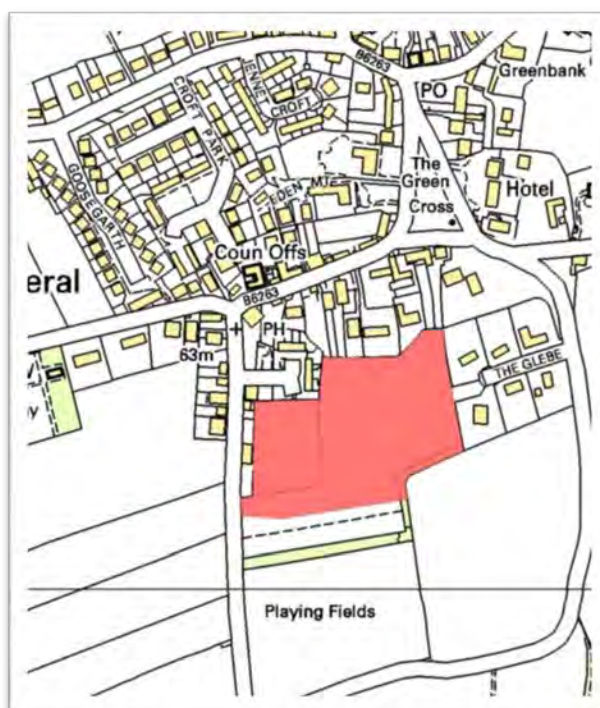 B6263
JENNET
CROFT
CROFT PARK
Greenbank
PO
GOOSEGARTH
The
Green
Cross
EDEN MT
Hotel
Coun Offs
eral
B6263
PH
63m
THE GLEBE
Playing Fields